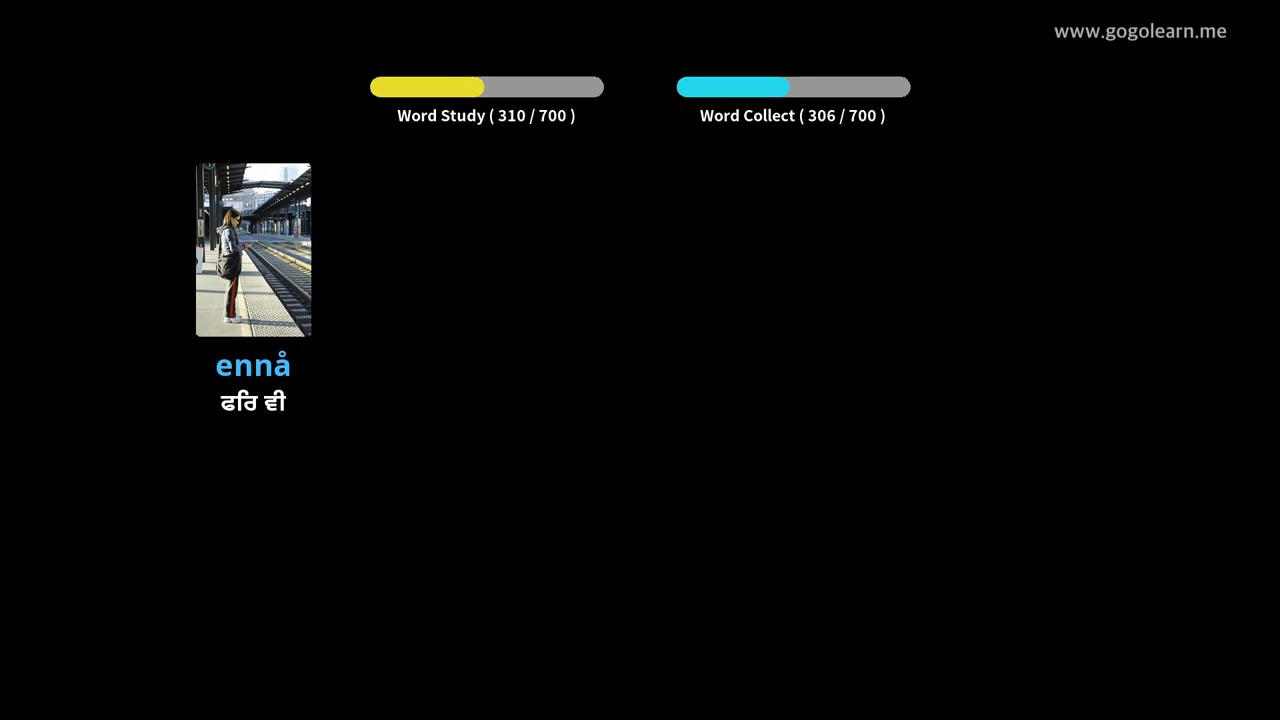 www.gogolearn.me
Word Study ( 310 / 700 )
Word Collect ( 306 / 700 )
ennå
ਫਰਿ ਵੀ